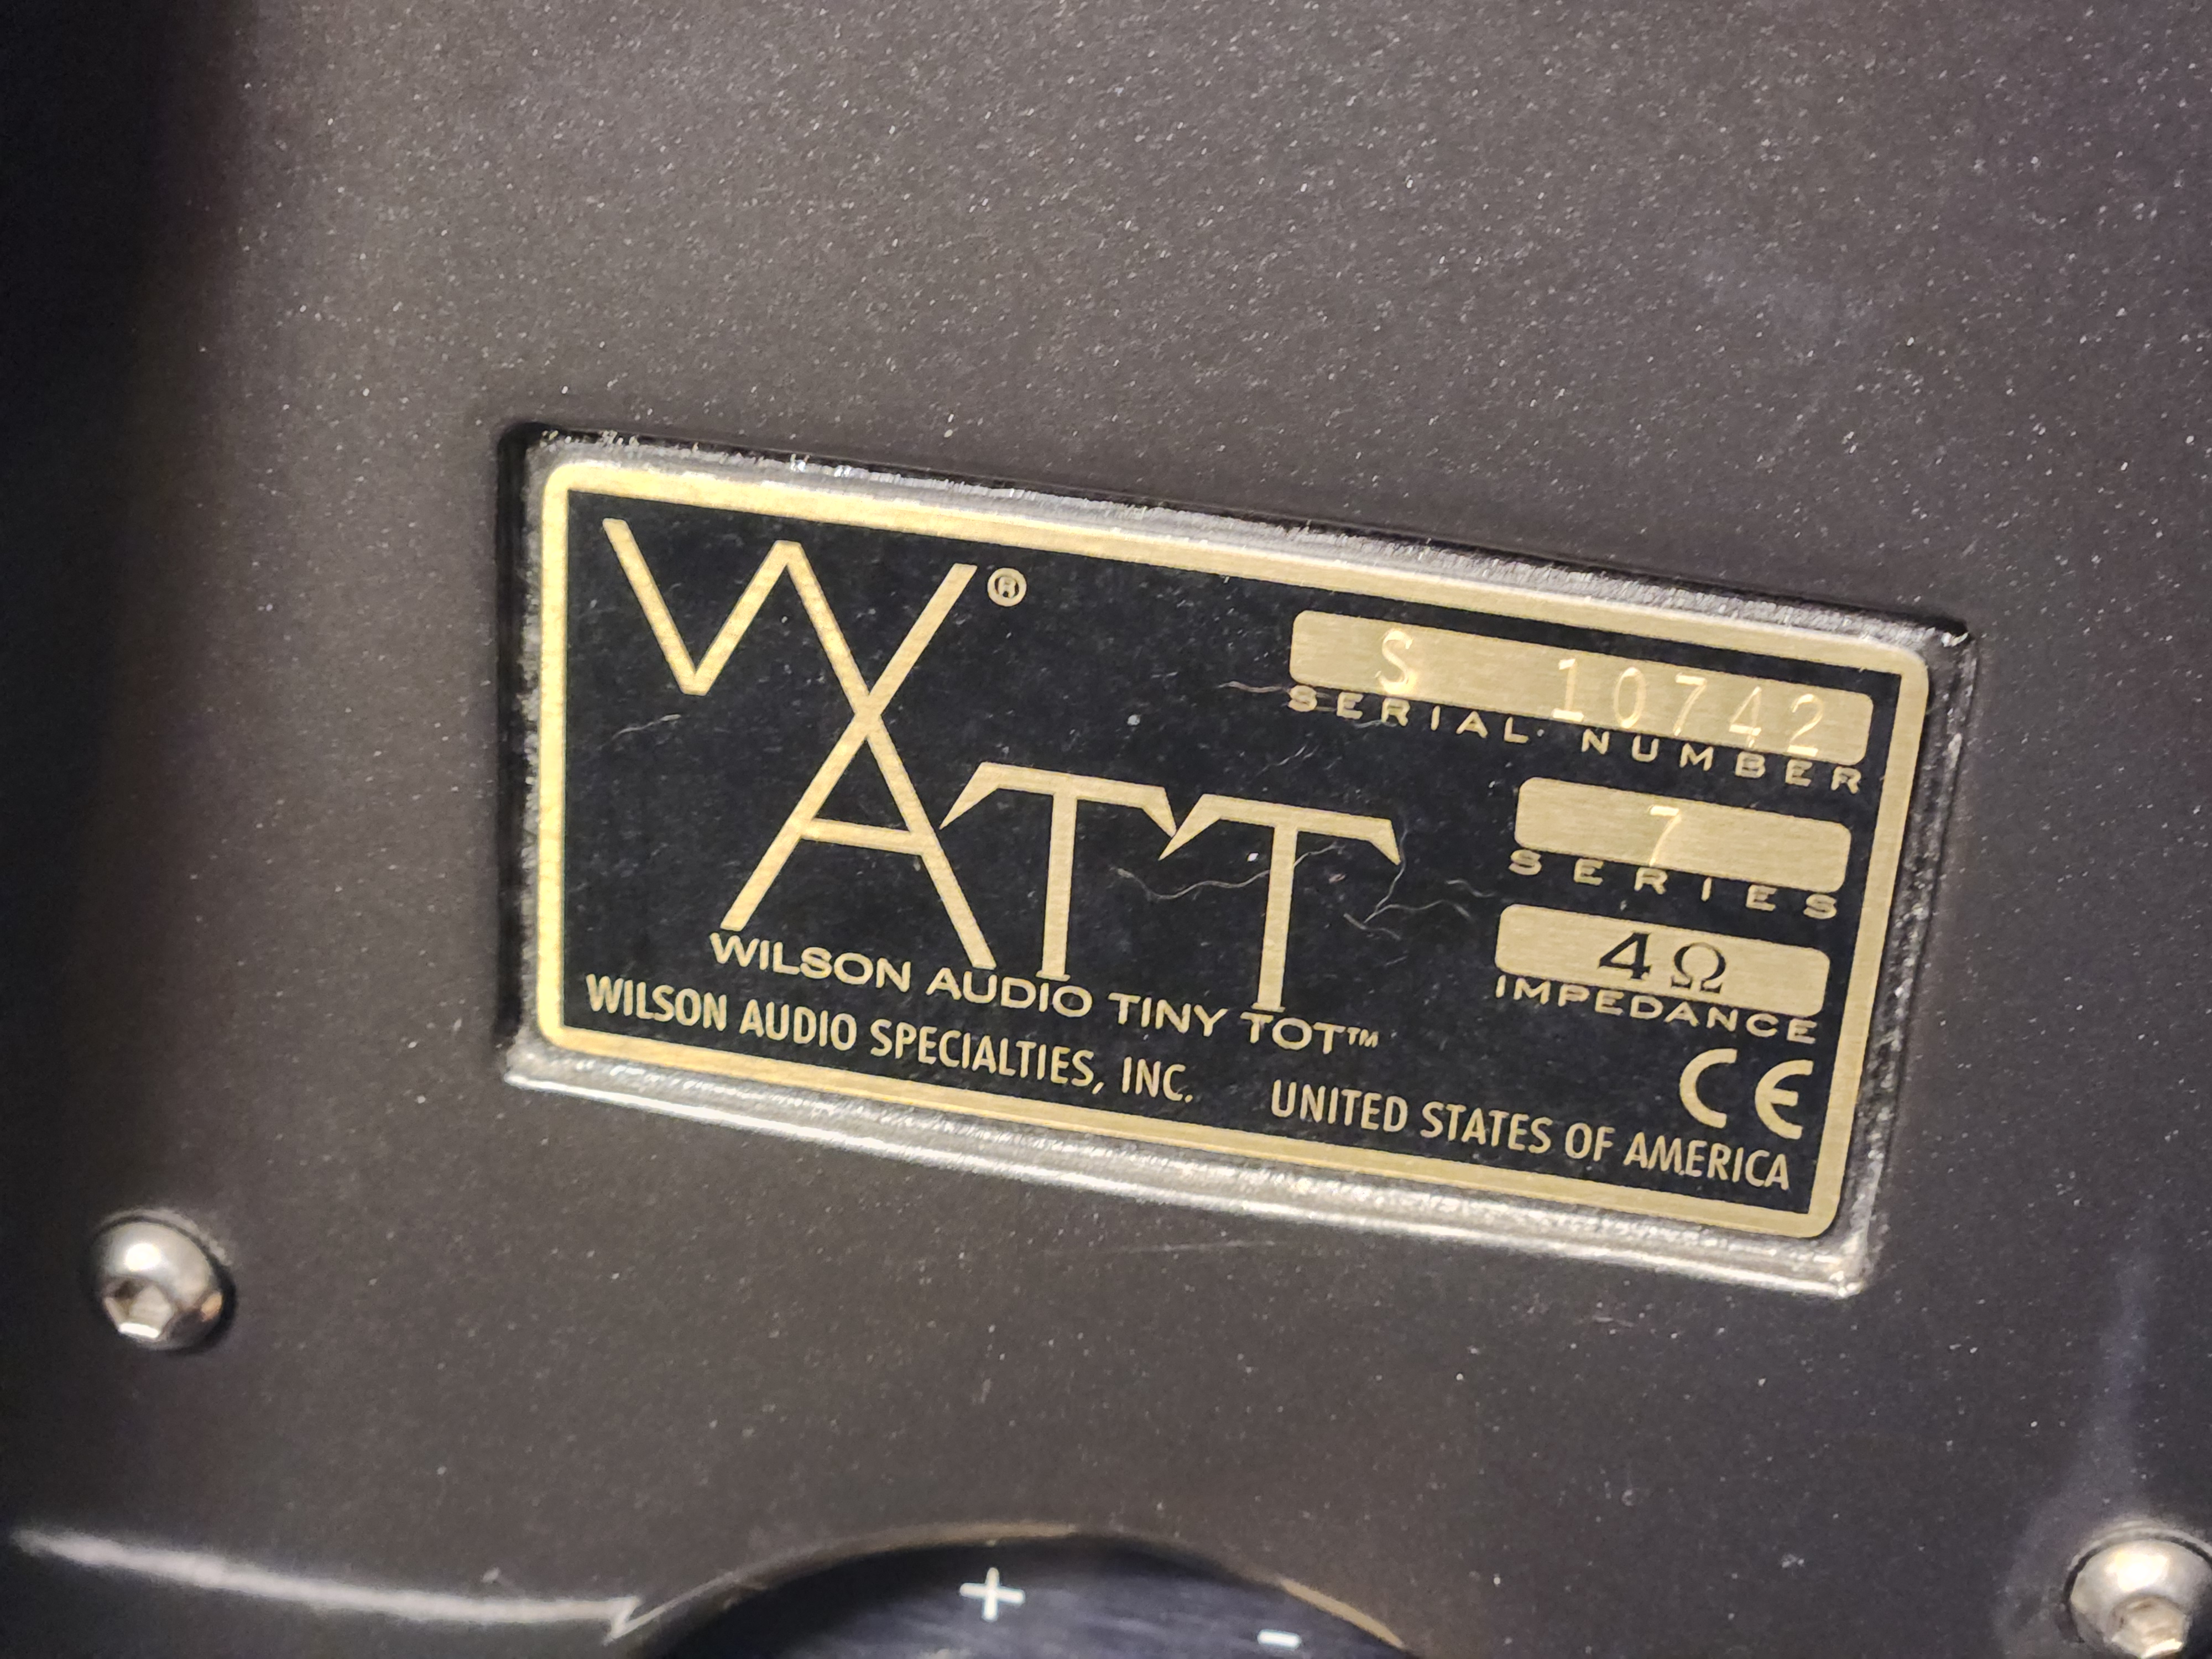 WATT®
S 10742
SERIAL NUMBER
7
SERIES
4Ω
IMPEDANCE
WILSON AUDIO TINY TOT™
CE
WILSON AUDIO SPECIALTIES, INC. UNITED STATES OF AMERICA
+ -